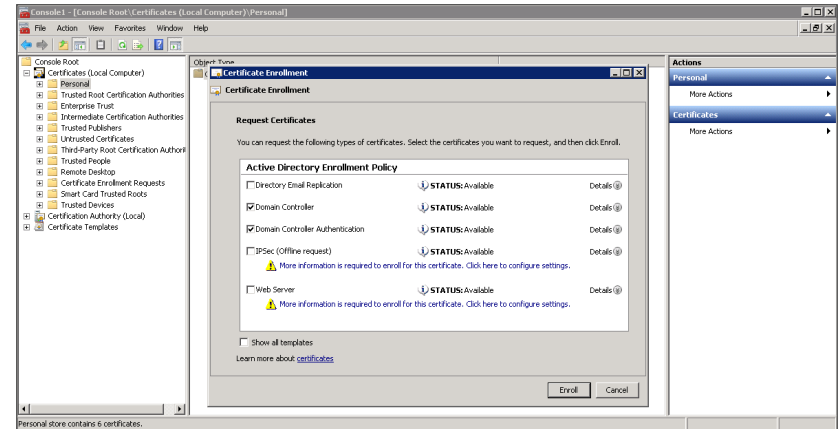 Console1 - [Console Root\Certificates (Local Computer)\Personal]
File Action View Favorites Window Help
Console Root
Certificates (Local Computer)
Personal
Trusted Root Certification Authorities
Enterprise Trust
Intermediate Certification Authorities
Trusted Publishers
Untrusted Certificates
Third-Party Root Certification Authori
Trusted People
Remote Desktop
Certificate Enrollment Requests
Smart Card Trusted Roots
Trusted Devices
Certification Authority (Local)
Certificate Templates
Object Type
Certificate Enrollment
Certificate Enrollment
Request Certificates
You can request the following types of certificates. Select the certificates you want to request, and then click Enroll.
Active Directory Enrollment Policy
Directory Email Replication STATUS: Available Details
Domain Controller STATUS: Available Details
Domain Controller Authentication STATUS: Available Details
IPSec (Offline request) STATUS: Available Details
More information is required to enroll for this certificate. Click here to configure settings.
Web Server STATUS: Available Details
More information is required to enroll for this certificate. Click here to configure settings.
Show all templates
Learn more about certificates
Enroll Cancel
Actions
Personal
More Actions
Certificates
More Actions
Personal store contains 6 certificates.